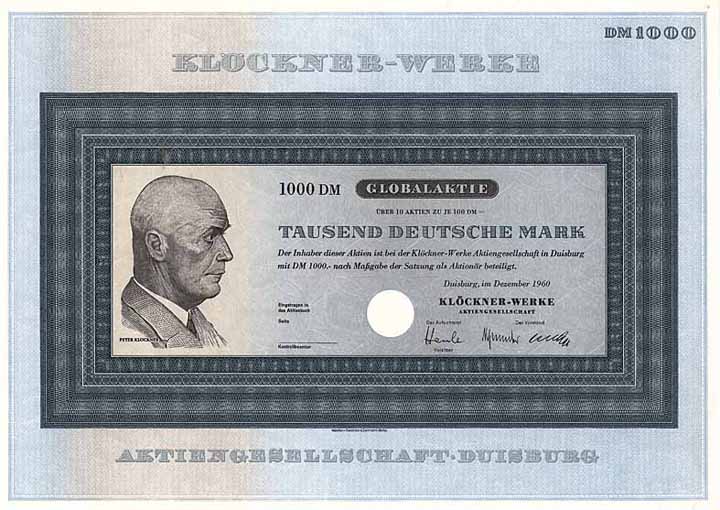 DM 1000
KLÖCKNER-WERKE
1000 DM GLOBALAKTIE
ÜBER 10 AKTIEN ZU JE 100 DM —
TAUSEND DEUTSCHE MARK
Der Inhaber dieser Aktien ist bei der Klöckner-Werke Aktiengesellschaft in Duisburg
mit DM 1000,- nach Maßgabe der Satzung als Aktionär beteiligt.
Duisburg, im Dezember 1960
KLÖCKNER-WERKE
AKTIENGESELLSCHAFT
Eingetragen in
das Aktienbuch
Seite
Der Aufsichtsrat
Der Vorstand
Henle
Vorsitzer
Kontrollbeamter
PETER KLÖCKNER
AKTIENGESELLSCHAFT · DUISBURG